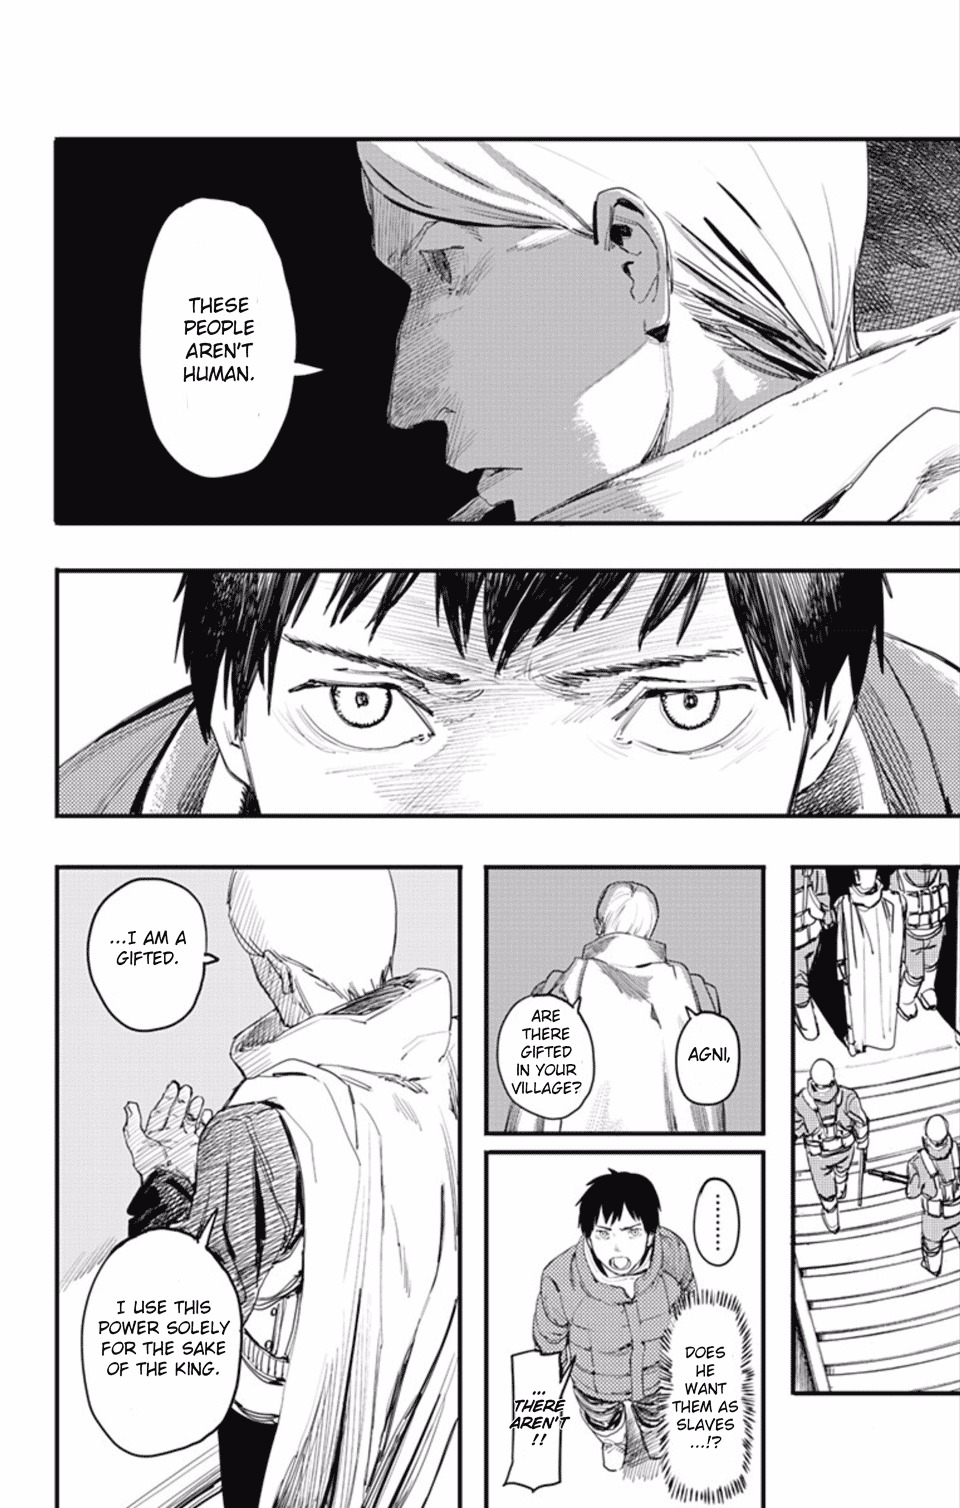 THESE
PEOPLE
AREN'T
HUMAN.
AGNI,
ARE
THERE
GIFTED
IN YOUR
VILLAGE?
........
DOES
HE
WANT
THEM AS
SLAVES
...!?
...
THERE
AREN'T
!!
...I AM A
GIFTED.
I USE THIS
POWER SOLELY
FOR THE SAKE
OF THE KING.